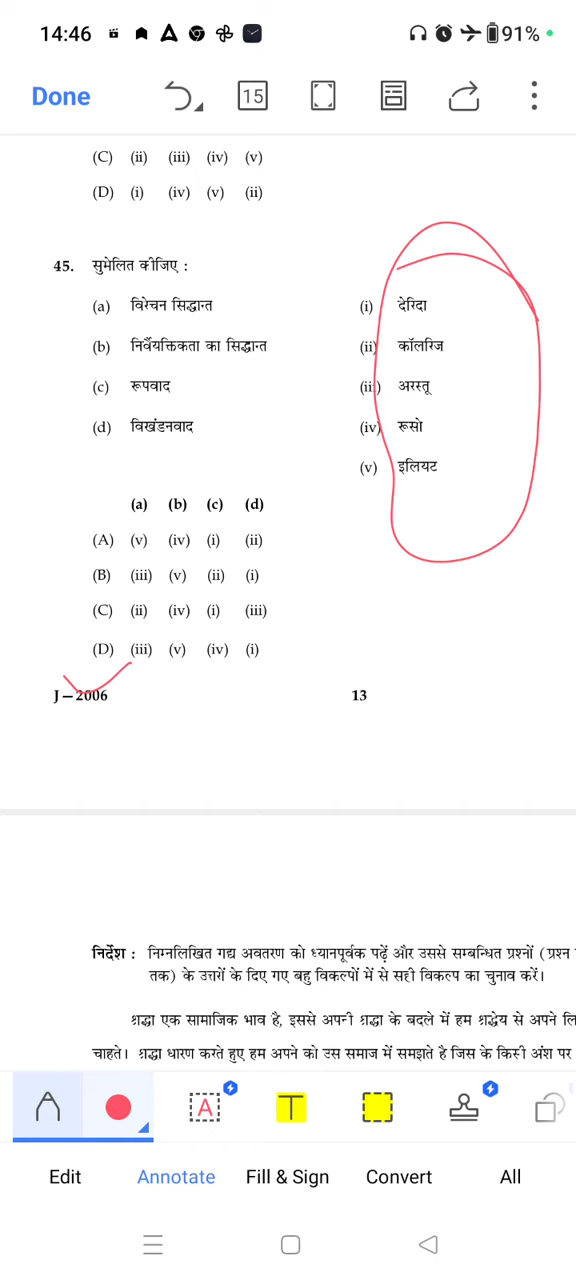 14:46 91%
Done 15
(C) (ii) (iii) (iv) (v)
(D) (i) (iv) (v) (ii)
45. सुमेलित कीजिए :
(a) विरेचन सिद्धान्त (i) देरिदा
(b) निर्वैयक्तिकता का सिद्धान्त (ii) कॉलरिज
(c) रूपवाद (iii) अरस्तू
(d) विखंडनवाद (iv) रूसो
(v) इलियट
(a) (b) (c) (d)
(A) (v) (iv) (i) (ii)
(B) (iii) (v) (ii) (i)
(C) (ii) (iv) (i) (iii)
(D) (iii) (v) (iv) (i)
J – 2006 13
निर्देश : निम्नलिखित गद्य अवतरण को ध्यानपूर्वक पढ़ें और उससे सम्बन्धित प्रश्नों (प्रश्न
तक) के उत्तरों के दिए गए बहु विकल्पों में से सही विकल्प का चुनाव करें।
श्रद्धा एक सामाजिक भाव है, इससे अपनी श्रद्धा के बदले में हम श्रद्धेय से अपने लि
चाहते। श्रद्धा धारण करते हुए हम अपने को उस समाज में समझते है जिस के किसी अंश पर
A T
Edit Annotate Fill & Sign Convert All